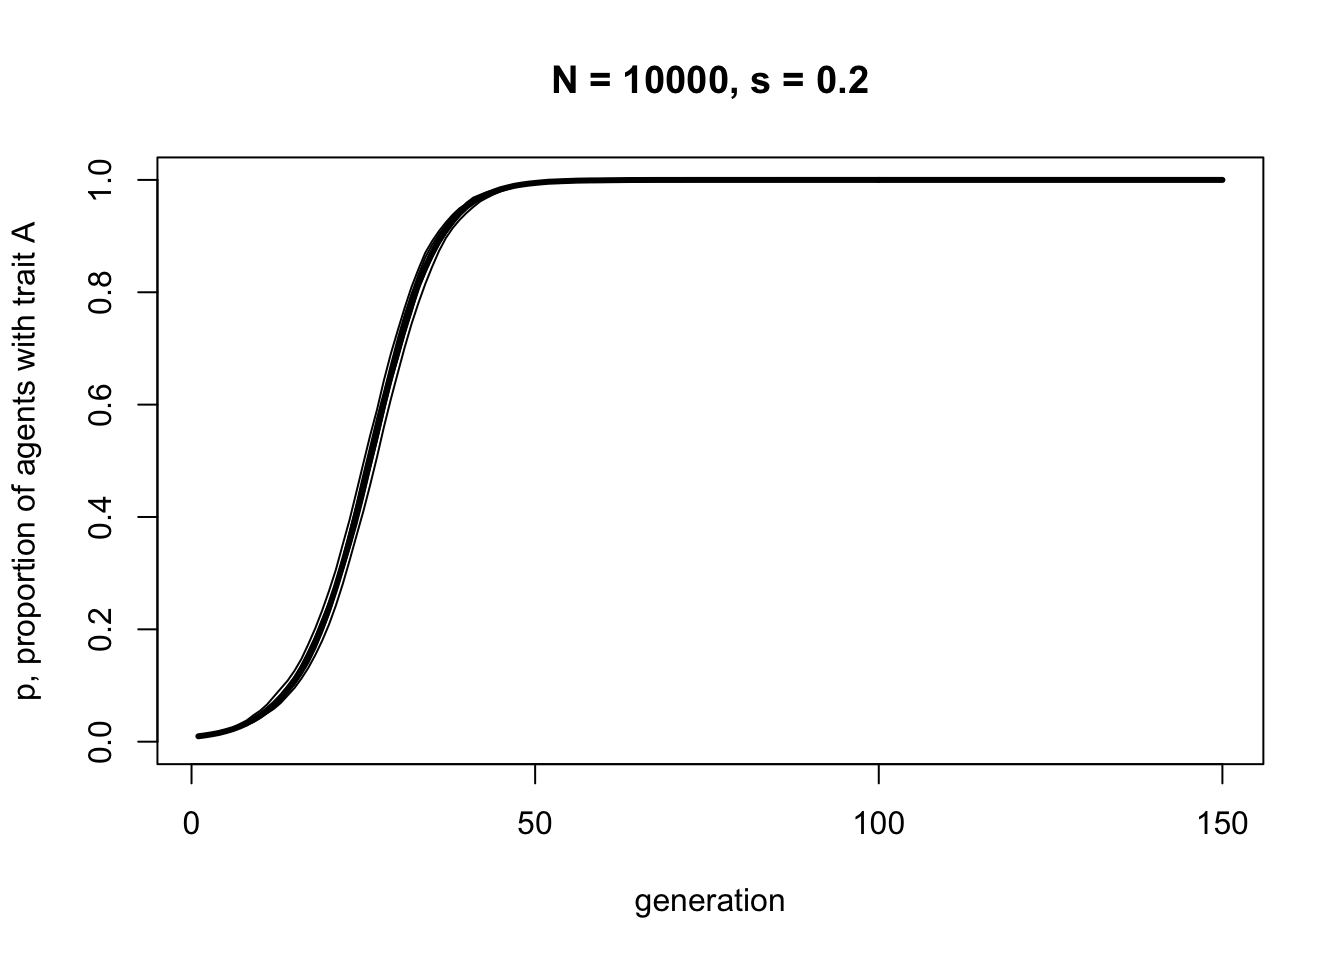 N = 10000, s = 0.2
p, proportion of agents with trait A
1.0
0.8
0.6
0.4
0.2
0.0
0 50 100 150
generation